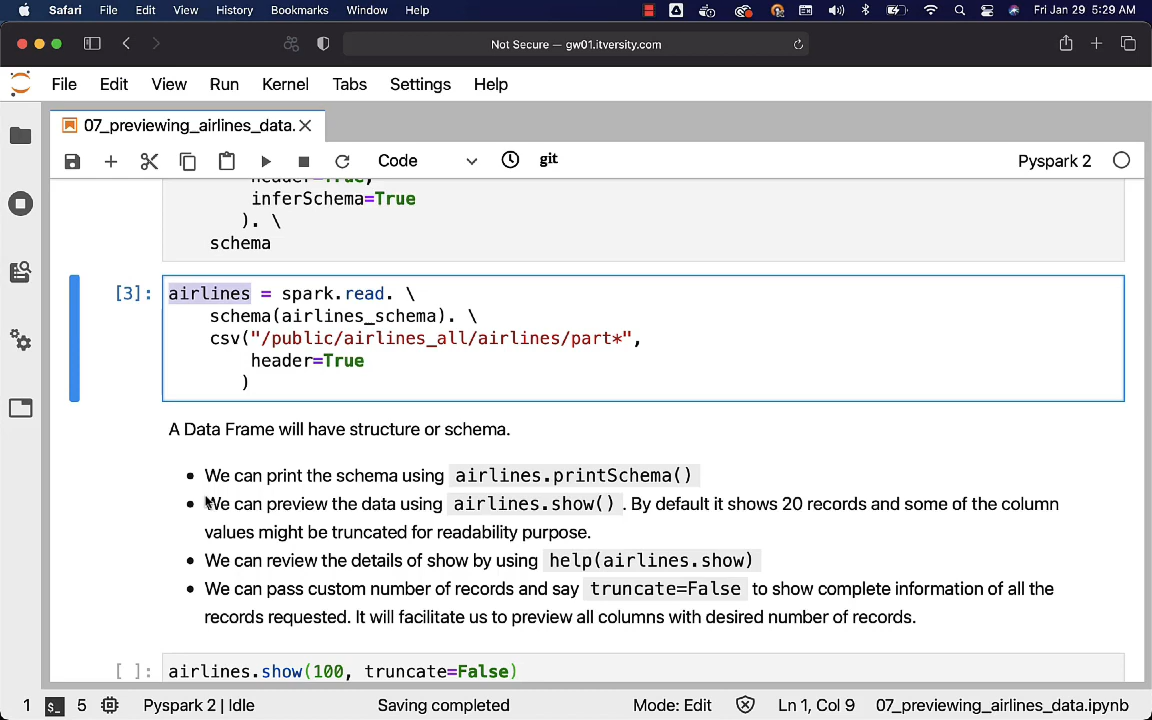 Safari File Edit View History Bookmarks Window Help Fri Jan 29 5:29 AM
Not Secure — gw01.itversity.com
File Edit View Run Kernel Tabs Settings Help
07_previewing_airlines_data.
Code git Pyspark 2
header=True,
inferSchema=True
). \
schema
[3]: airlines = spark.read. \
schema(airlines_schema). \
csv("/public/airlines_all/airlines/part*",
header=True
)
A Data Frame will have structure or schema.
• We can print the schema using airlines.printSchema()
• We can preview the data using airlines.show() . By default it shows 20 records and some of the column
values might be truncated for readability purpose.
• We can review the details of show by using help(airlines.show)
• We can pass custom number of records and say truncate=False to show complete information of all the
records requested. It will facilitate us to preview all columns with desired number of records.
[ ]: airlines.show(100, truncate=False)
1 $_ 5 Pyspark 2 | Idle Saving completed Mode: Edit Ln 1, Col 9 07_previewing_airlines_data.ipynb